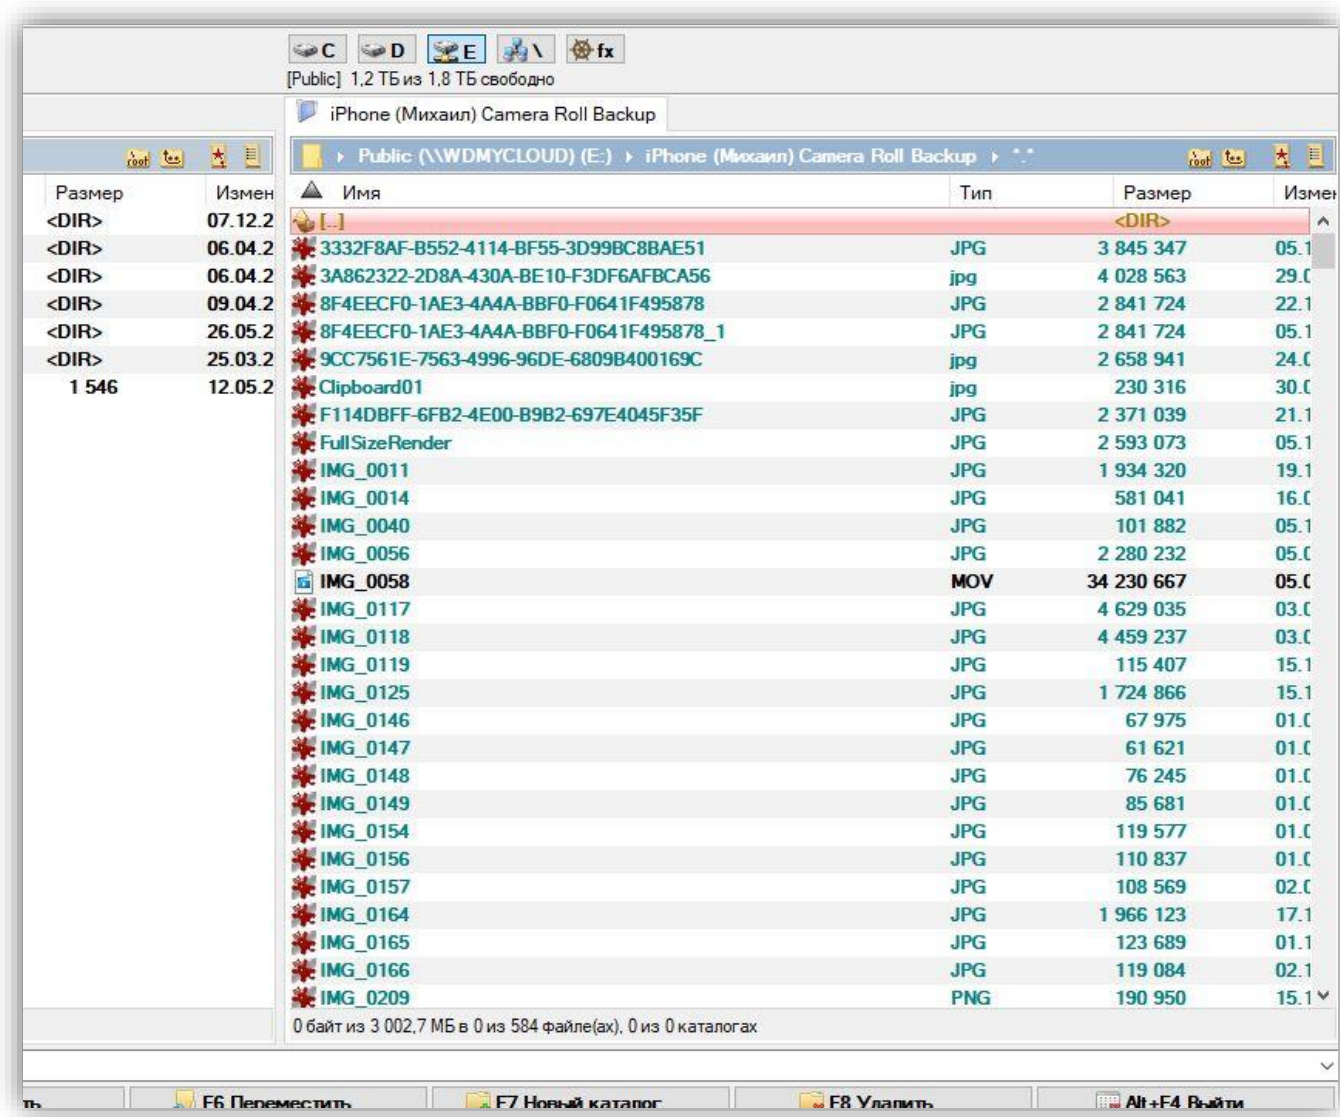 C D E \ fx
[Public] 1,2 ТБ из 1,8 ТБ свободно
iPhone (Михаил) Camera Roll Backup
Public (\\WDMYCLOUD) (E:) iPhone (Михаил) Camera Roll Backup *.*
Размер Измен Имя Тип Размер Измен
<DIR> 07.12.2 [..] <DIR>
<DIR> 06.04.2 3332F8AF-B552-4114-BF55-3D99BC8BAE51 JPG 3 845 347 05.1
<DIR> 06.04.2 3A862322-2D8A-430A-BE10-F3DF6AFBCA56 jpg 4 028 563 29.0
<DIR> 09.04.2 8F4EECF0-1AE3-4A4A-BBF0-F0641F495878 JPG 2 841 724 22.1
<DIR> 26.05.2 8F4EECF0-1AE3-4A4A-BBF0-F0641F495878_1 JPG 2 841 724 05.1
<DIR> 25.03.2 9CC7561E-7563-4996-96DE-6809B400169C jpg 2 658 941 24.0
1 546 12.05.2 Clipboard01 jpg 230 316 30.0
F114DBFF-6FB2-4E00-B9B2-697E4045F35F JPG 2 371 039 21.1
FullSizeRender JPG 2 593 073 05.1
IMG_0011 JPG 1 934 320 19.1
IMG_0014 JPG 581 041 16.0
IMG_0040 JPG 101 882 05.1
IMG_0056 JPG 2 280 232 05.0
IMG_0058 MOV 34 230 667 05.0
IMG_0117 JPG 4 629 035 03.0
IMG_0118 JPG 4 459 237 03.0
IMG_0119 JPG 115 407 15.1
IMG_0125 JPG 1 724 866 15.1
IMG_0146 JPG 67 975 01.0
IMG_0147 JPG 61 621 01.0
IMG_0148 JPG 76 245 01.0
IMG_0149 JPG 85 681 01.0
IMG_0154 JPG 119 577 01.0
IMG_0156 JPG 110 837 01.0
IMG_0157 JPG 108 569 02.0
IMG_0164 JPG 1 966 123 17.1
IMG_0165 JPG 123 689 01.1
IMG_0166 JPG 119 084 02.1
IMG_0209 PNG 190 950 15.1
0 байт из 3 002,7 МБ в 0 из 584 файле(ах), 0 из 0 каталогах
ть F6 Переместить F7 Новый каталог F8 Удалить Alt+F4 Выйти